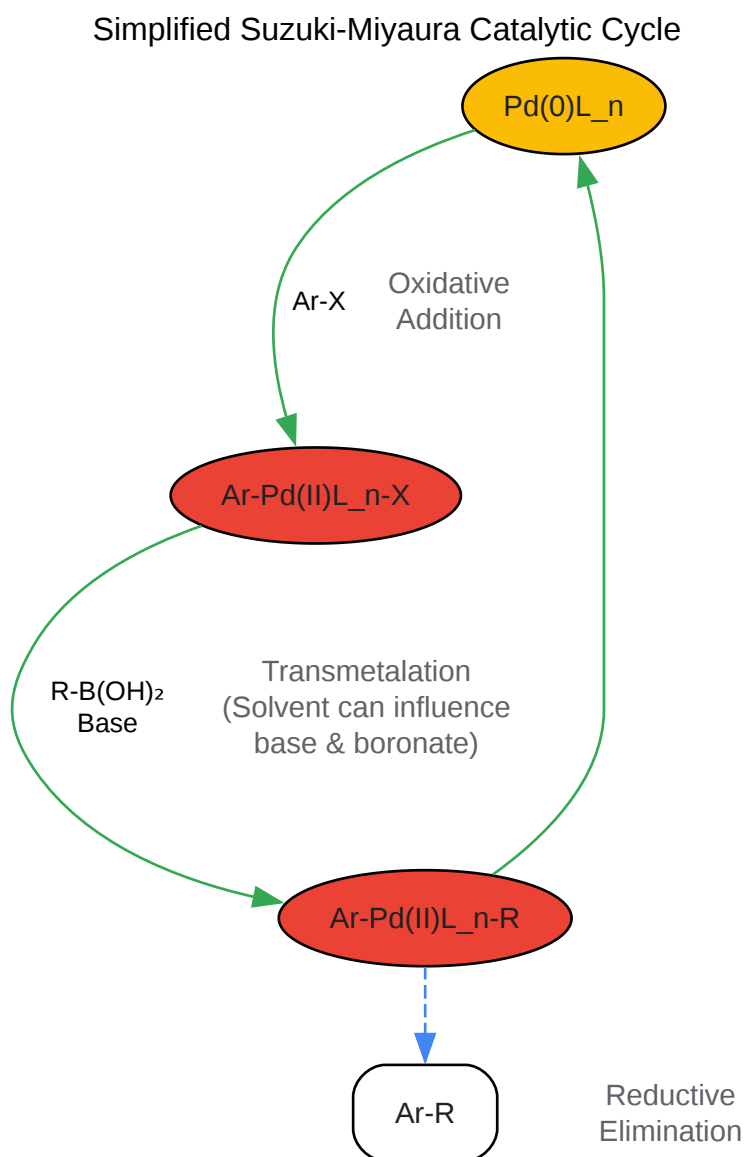 Simplified Suzuki-Miyaura Catalytic Cycle
Pd(0)L_n
Ar-X
Oxidative
Addition
Ar-Pd(II)L_n-X
R-B(OH)₂
Base
Transmetalation
(Solvent can influence
base & boronate)
Ar-Pd(II)L_n-R
Ar-R
Reductive
Elimination